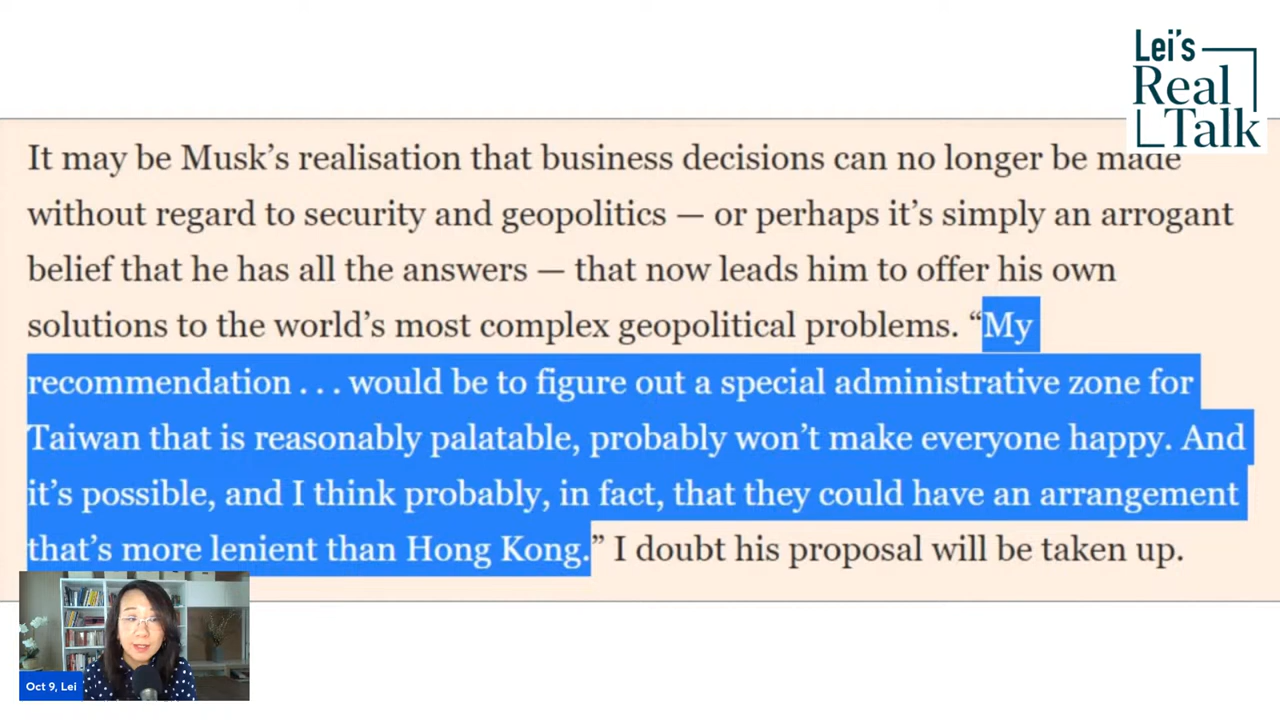 Lei's
Real
Talk
It may be Musk's realisation that business decisions can no longer be made
without regard to security and geopolitics — or perhaps it's simply an arrogant
belief that he has all the answers — that now leads him to offer his own
solutions to the world's most complex geopolitical problems. “My
recommendation . . . would be to figure out a special administrative zone for
Taiwan that is reasonably palatable, probably won't make everyone happy. And
it's possible, and I think probably, in fact, that they could have an arrangement
that's more lenient than Hong Kong.” I doubt his proposal will be taken up.
Oct 9, Lei